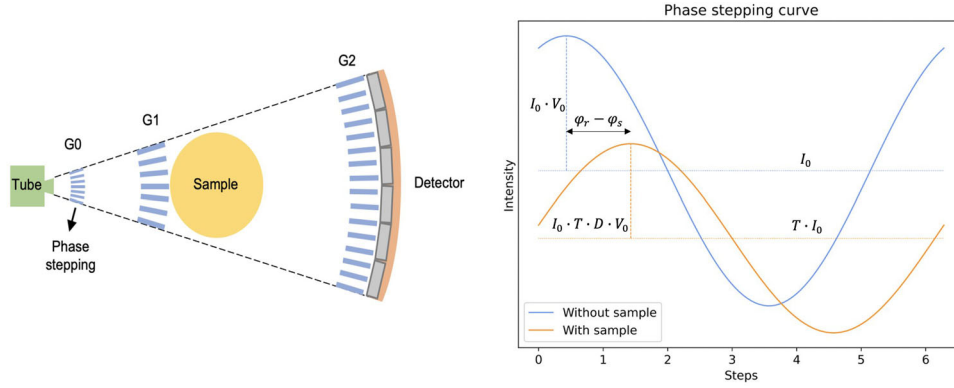 G2
G1
G0
Tube
Sample
Detector
Phase
stepping
Phase stepping curve
I₀ · V₀
φᵣ − φₛ
I₀
I₀ · T · D · V₀
T · I₀
Intensity
Without sample
With sample
0 1 2 3 4 5 6
Steps